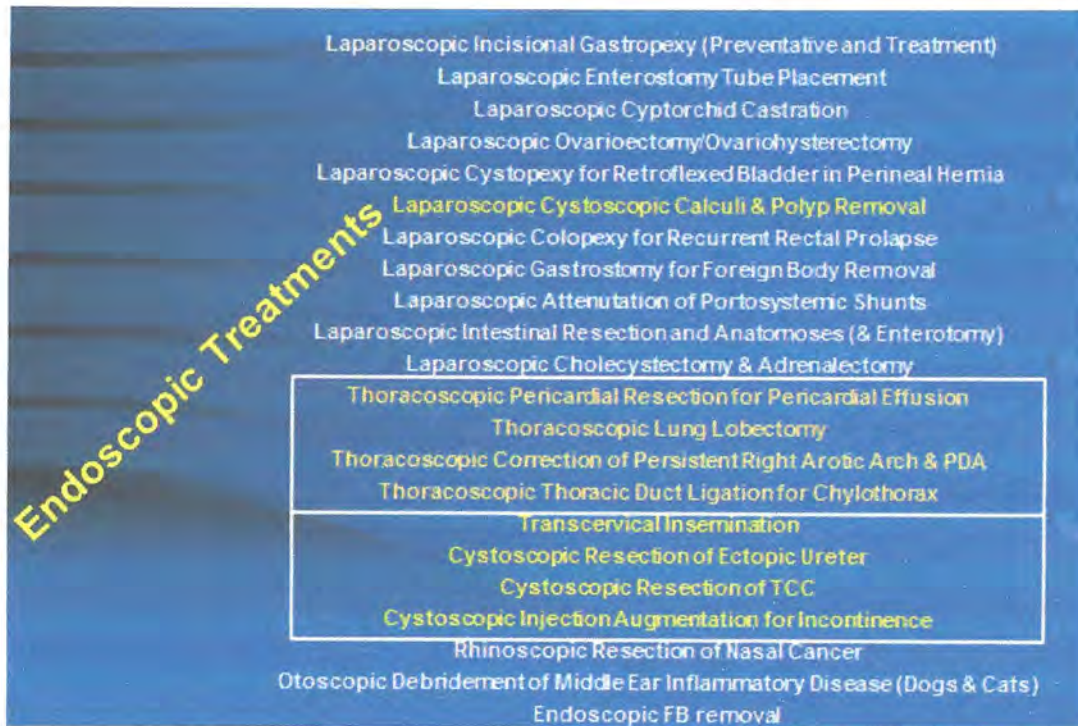 Endoscopic Treatments
Laparoscopic Incisional Gastropexy (Preventative and Treatment)
Laparoscopic Enterostomy Tube Placement
Laparoscopic Cyptorchid Castration
Laparoscopic Ovarioectomy/Ovariohysterectomy
Laparoscopic Cystopexy for Retroflexed Bladder in Perineal Hernia
Laparoscopic Cystoscopic Calculi & Polyp Removal
Laparoscopic Colopexy for Recurrent Rectal Prolapse
Laparoscopic Gastrostomy for Foreign Body Removal
Laparoscopic Attenutation of Portosystemic Shunts
Laparoscopic Intestinal Resection and Anatomoses (& Enterotomy)
Laparoscopic Cholecystectomy & Adrenalectomy
Thoracoscopic Pericardial Resection for Pericardial Effusion
Thoracoscopic Lung Lobectomy
Thoracoscopic Correction of Persistent Right Arotic Arch & PDA
Thoracoscopic Thoracic Duct Ligation for Chylothorax
Transcervical Insemination
Cystoscopic Resection of Ectopic Ureter
Cystoscopic Resection of TCC
Cystoscopic Injection Augmentation for Incontinence
Rhinoscopic Resection of Nasal Cancer
Otoscopic Debridement of Middle Ear Inflammatory Disease (Dogs & Cats)
Endoscopic FB removal